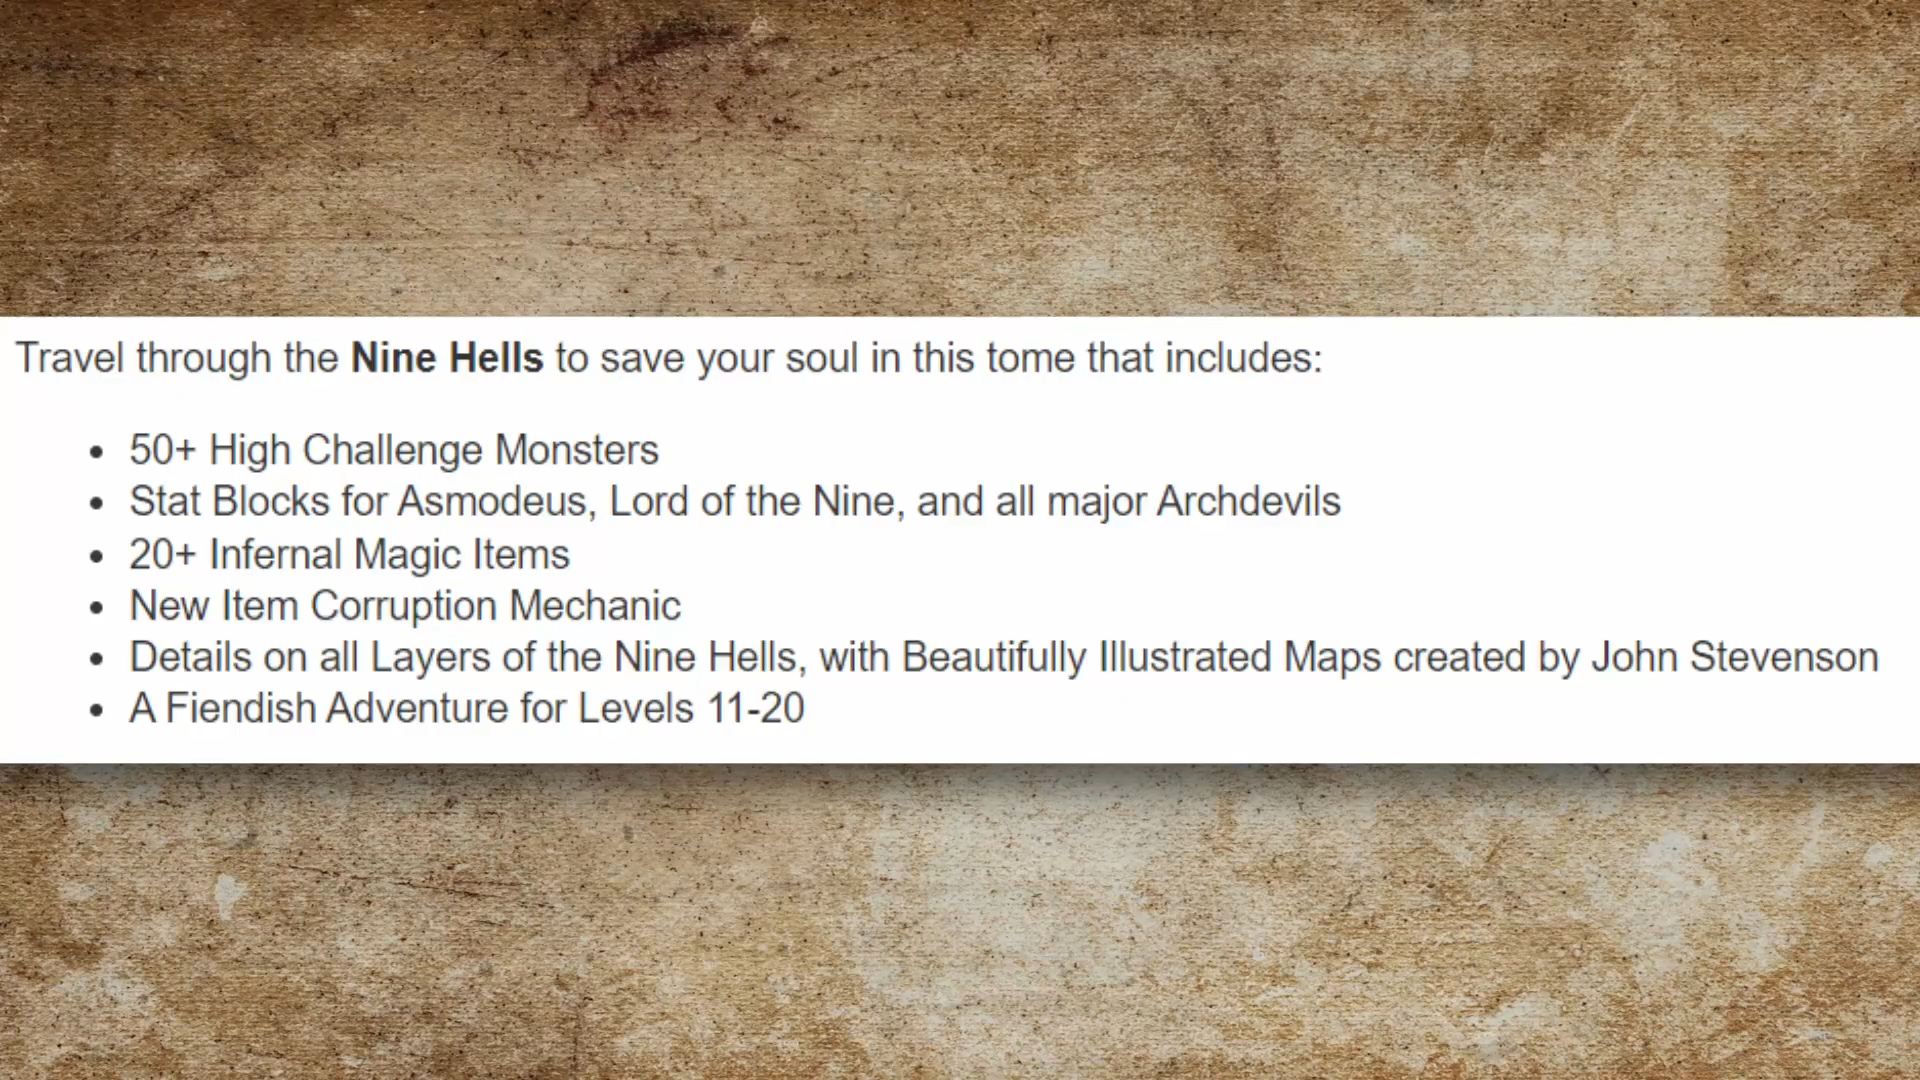 Travel through the Nine Hells to save your soul in this tome that includes:
• 50+ High Challenge Monsters
• Stat Blocks for Asmodeus, Lord of the Nine, and all major Archdevils
• 20+ Infernal Magic Items
• New Item Corruption Mechanic
• Details on all Layers of the Nine Hells, with Beautifully Illustrated Maps created by John Stevenson
• A Fiendish Adventure for Levels 11-20